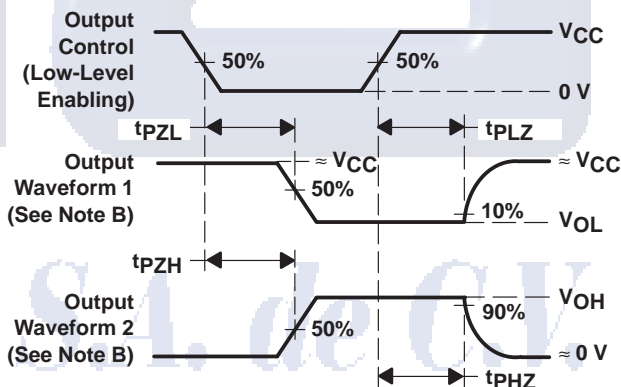 Output
Control
(Low-Level
Enabling)
VCC
50%
50%
0 V
tPZL
tPLZ
Output
Waveform 1
(See Note B)
≈ VCC
≈ VCC
50%
10%
VOL
tPZH
Output
Waveform 2
(See Note B)
VOH
90%
50%
≈ 0 V
tPHZ
S.A. de C.V.